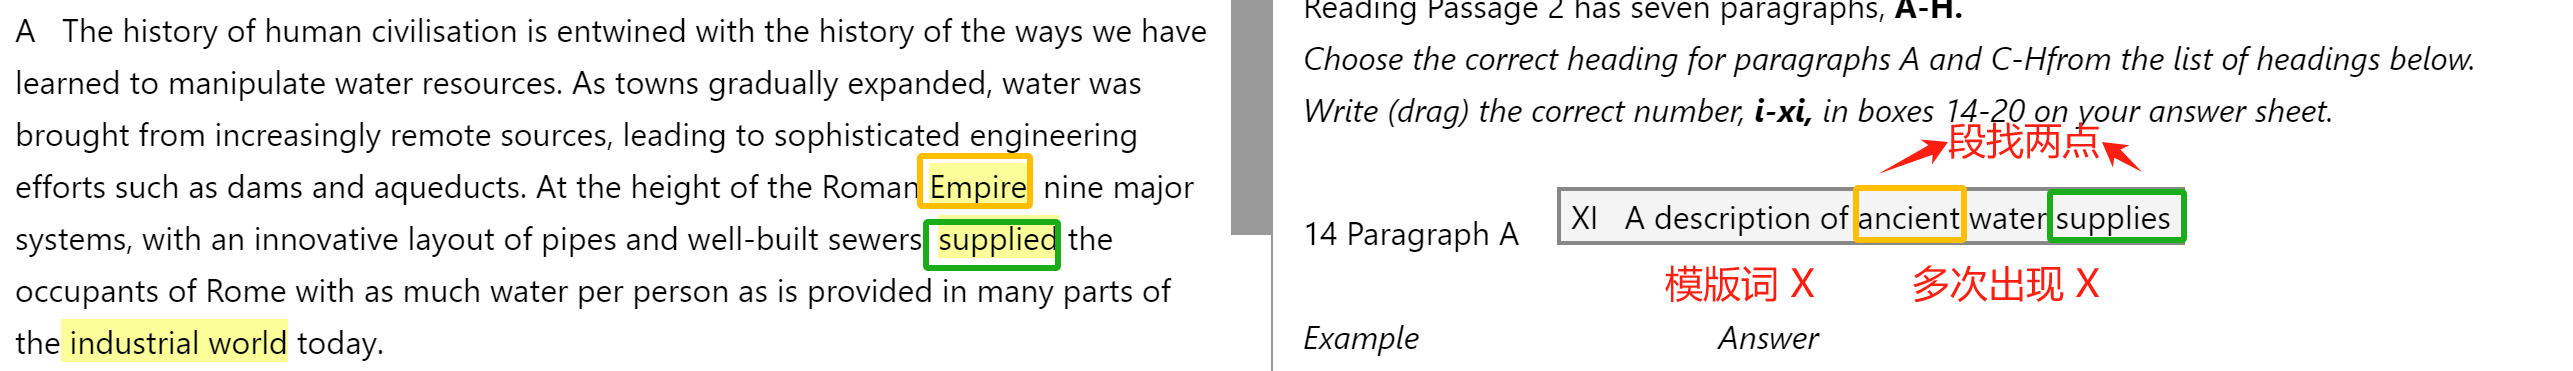 A The history of human civilisation is entwined with the history of the ways we have
learned to manipulate water resources. As towns gradually expanded, water was
brought from increasingly remote sources, leading to sophisticated engineering
efforts such as dams and aqueducts. At the height of the Roman Empire nine major
systems, with an innovative layout of pipes and well-built sewers, supplied the
occupants of Rome with as much water per person as is provided in many parts of
the industrial world today.
Reading Passage 2 has seven paragraphs, A-H.
Choose the correct heading for paragraphs A and C-Hfrom the list of headings below.
Write (drag) the correct number, i-xi, in boxes 14-20 on your answer sheet.
段找两点
14 Paragraph A
XI A description of ancient water supplies
模版词 X 多次出现 X
Example Answer